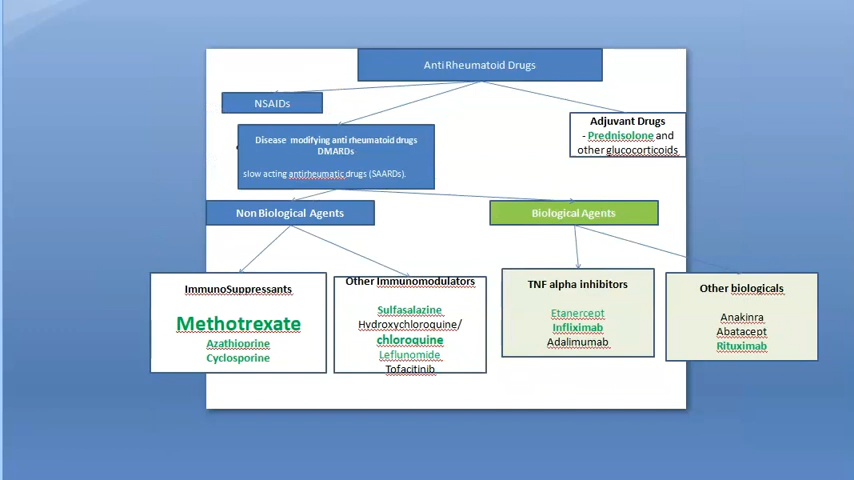 Anti Rheumatoid Drugs
NSAIDs
Adjuvant Drugs
- Prednisolone and
other glucocorticoids
Disease modifying anti rheumatoid drugs
DMARDs
slow acting antirheumatic drugs (SAARDs).
Non Biological Agents
Biological Agents
ImmunoSuppressants
Methotrexate
Azathioprine
Cyclosporine
Other Immunomodulators
Sulfasalazine
Hydroxychloroquine/
chloroquine
Leflunomide
Tofacitinib
TNF alpha inhibitors
Etanercept
Infliximab
Adalimumab
Other biologicals
Anakinra
Abatacept
Rituximab